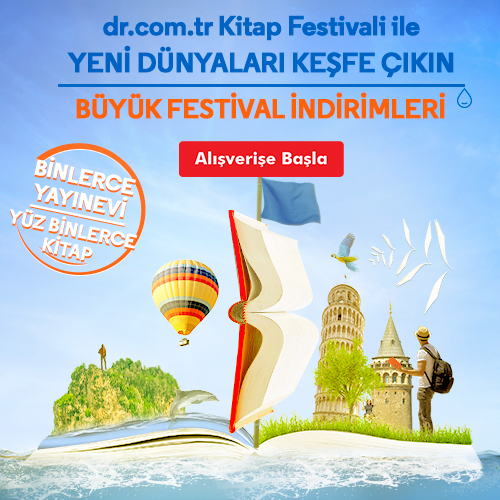 dr.com.tr Kitap Festivali ile
YENİ DÜNYALARI KEŞFE ÇIKIN
BÜYÜK FESTİVAL İNDİRİMLERİ
Alışverişe Başla
BİNLERCE
YAYINEVİ
YÜZ BİNLERCE
KİTAP